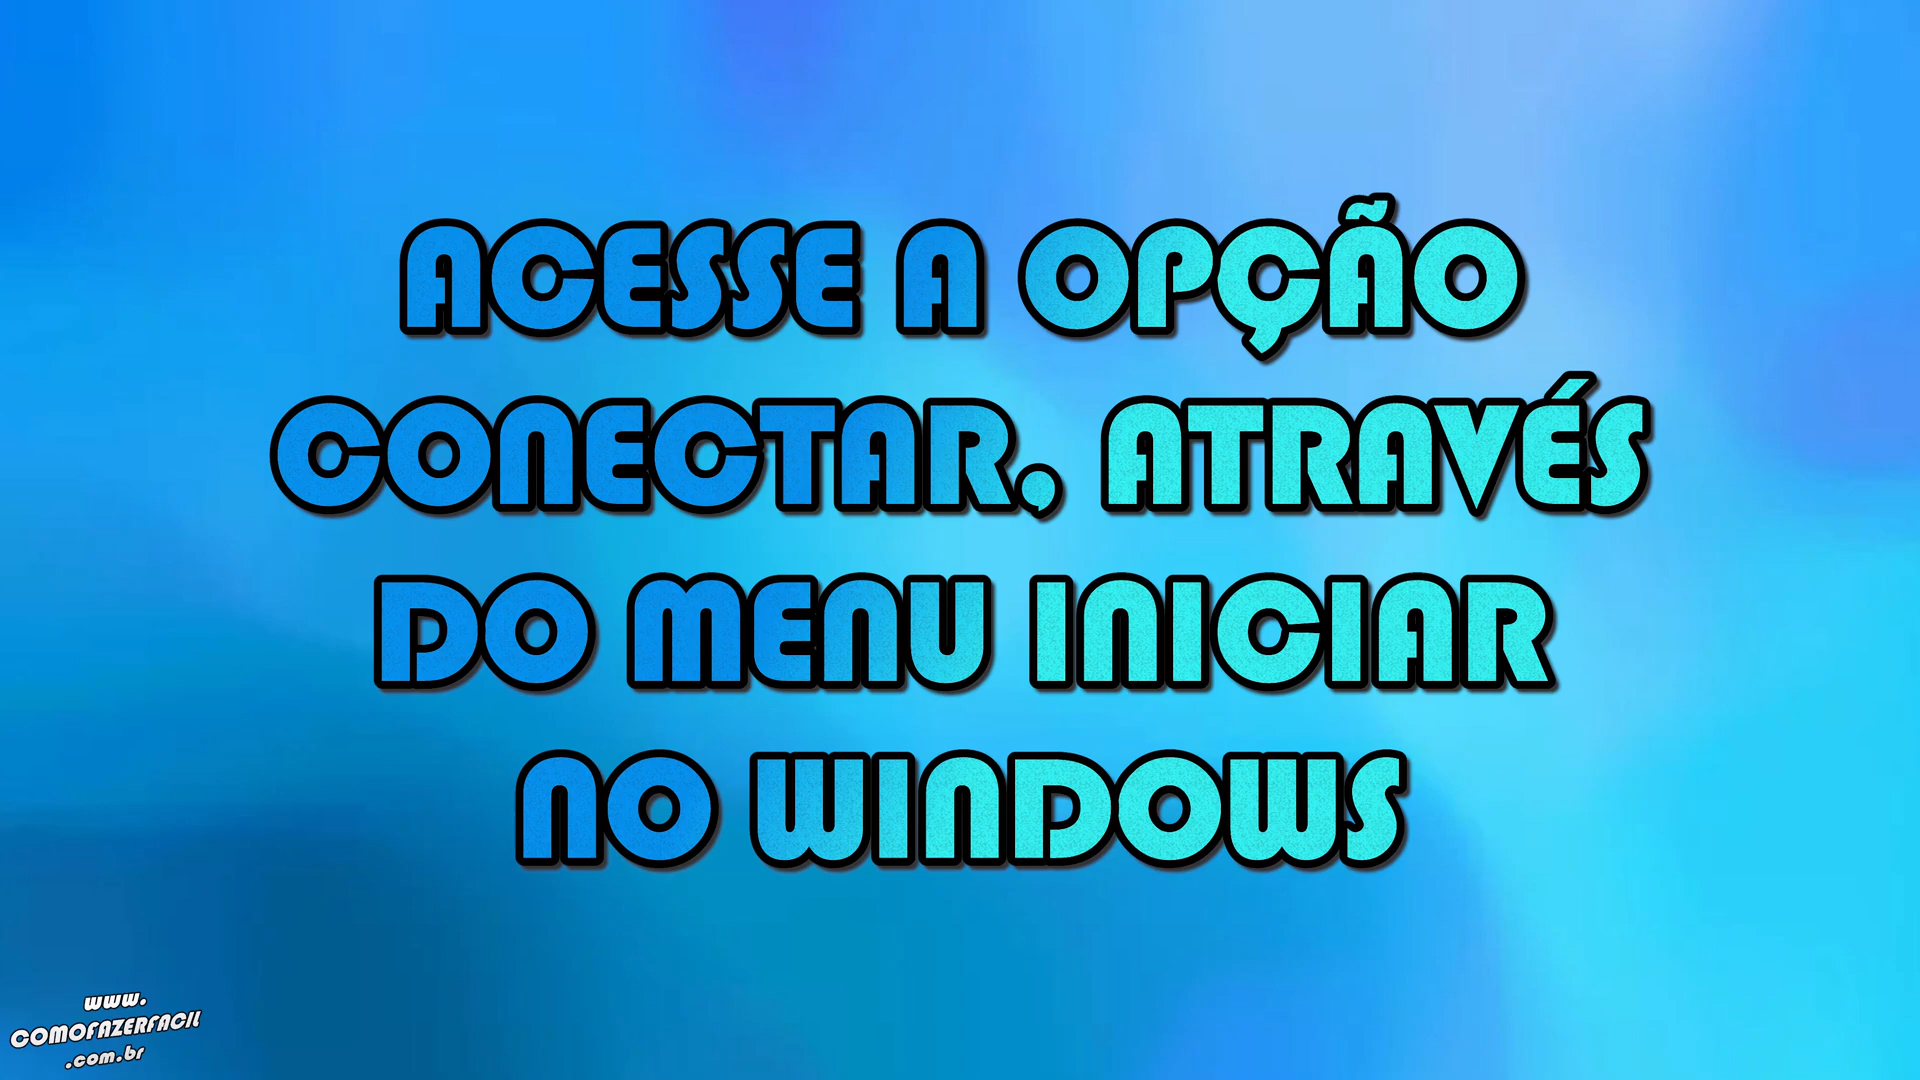 ACESSE A OPÇÃO
CONECTAR, ATRAVÉS
DO MENU INICIAR
NO WINDOWS
www.
COMOFAZERFACIL
.com.br